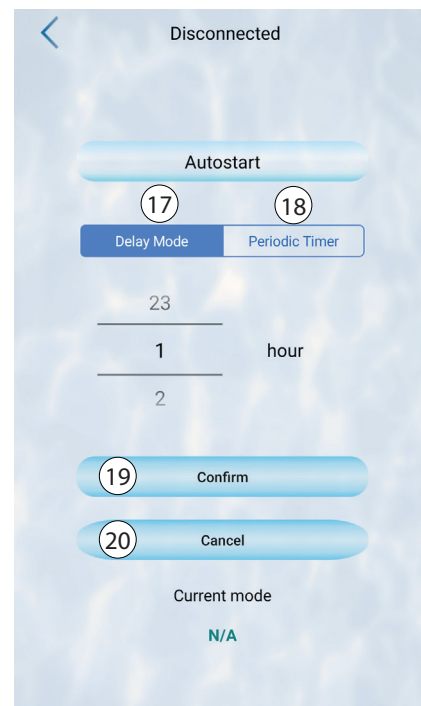 Disconnected
Autostart
17 18
Delay Mode Periodic Timer
23
1 hour
2
19 Confirm
20 Cancel
Current mode
N/A